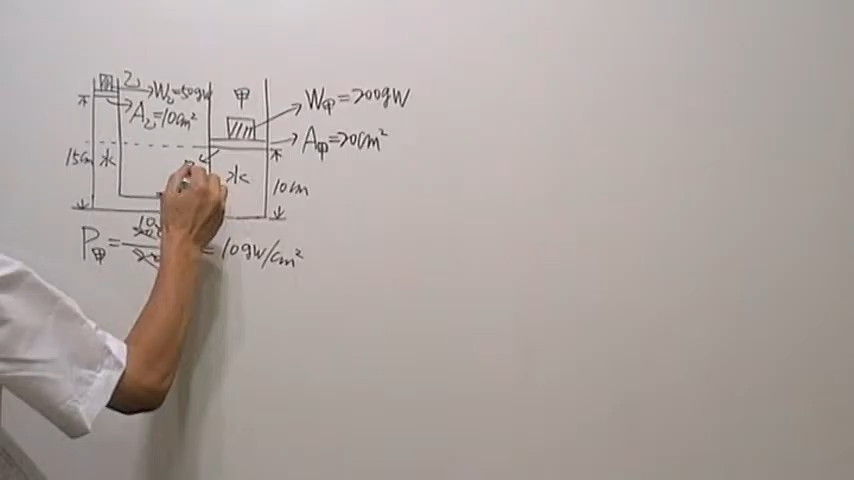 乙 W乙=50gw
A乙=10cm²
甲 W甲=200gw
A甲=20cm²
15cm 水
水 10cm
P甲= = 10gw/cm²